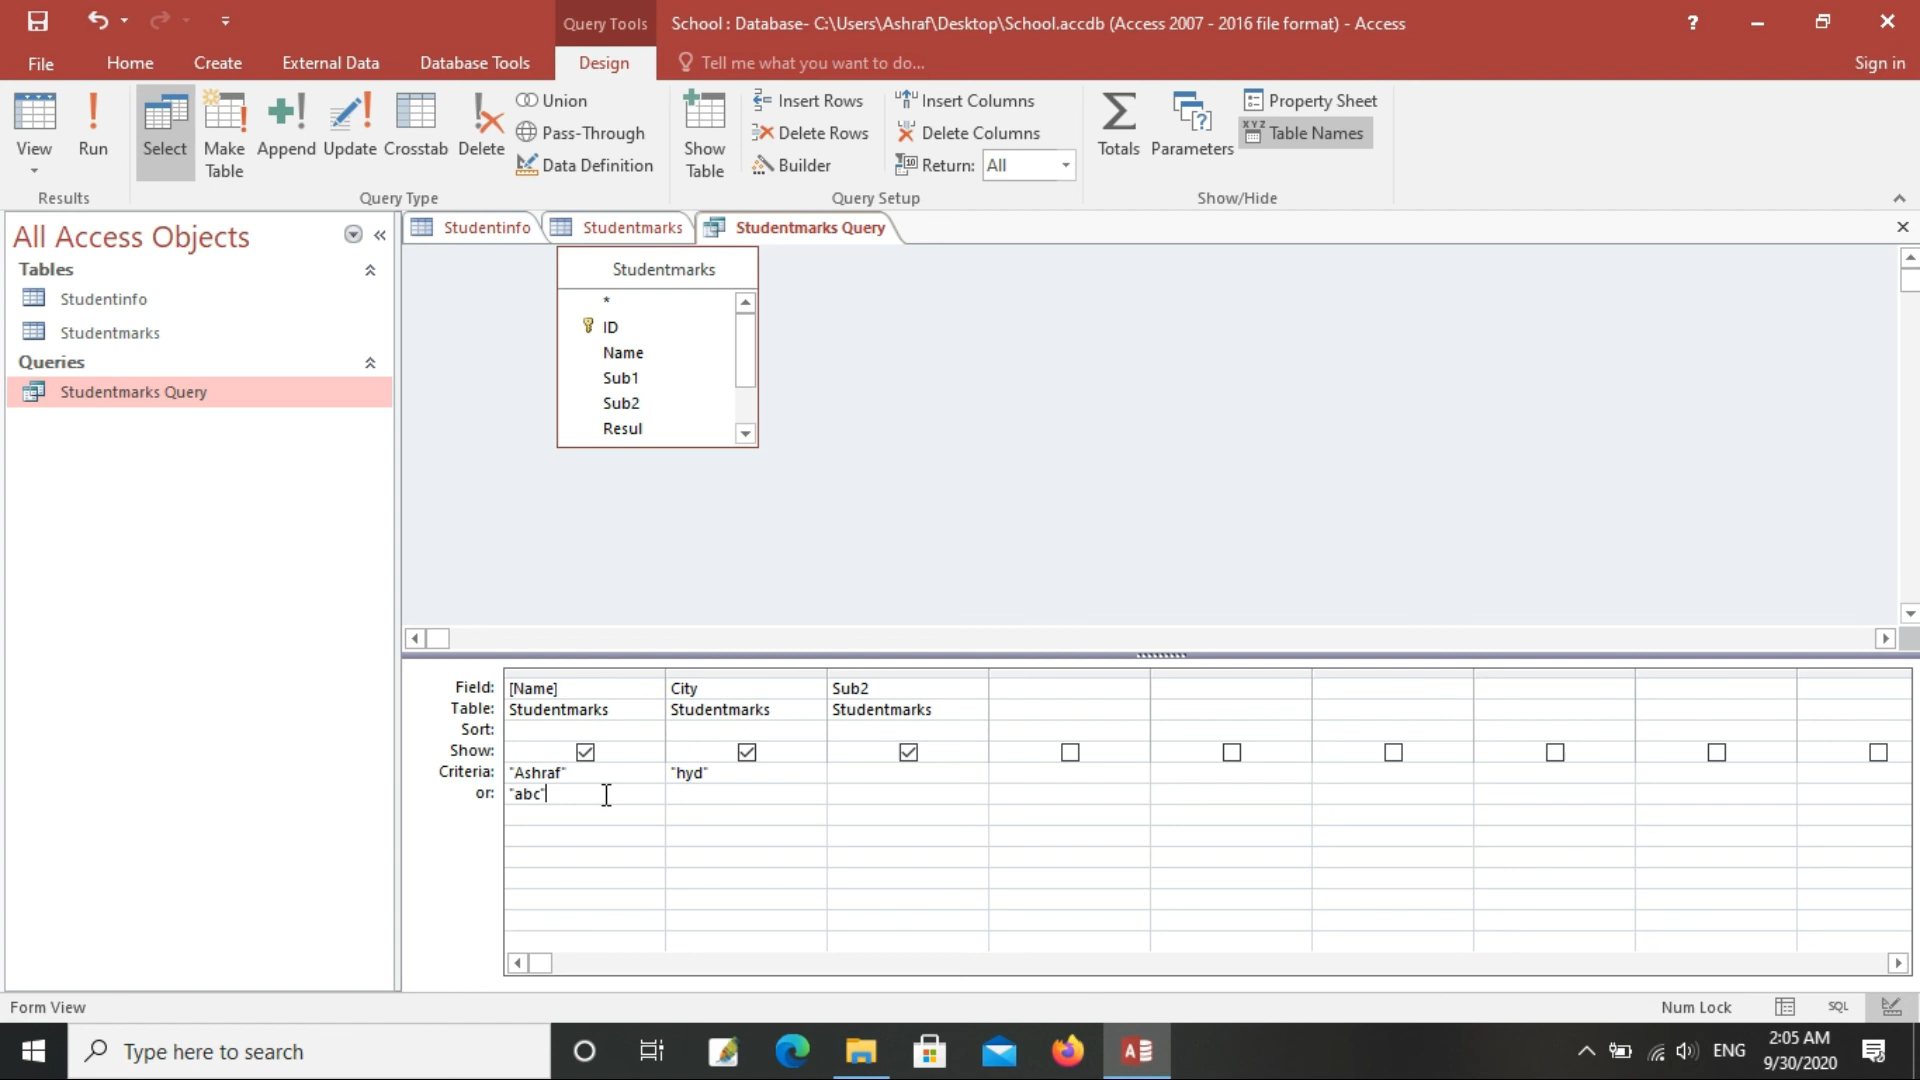 Query Tools
School : Database- C:\Users\Ashraf\Desktop\School.accdb (Access 2007 - 2016 file format) - Access
?
File Home Create External Data Database Tools Design Tell me what you want to do... Sign in
View
Run
Select
Make
Table
Append
Update
Crosstab
Delete
Union
Pass-Through
Data Definition
Show
Table
Insert Rows
Delete Rows
Builder
Insert Columns
Delete Columns
Return: All
Totals
Parameters
Property Sheet
XYZ Table Names
Results
Query Type
Query Setup
Show/Hide
All Access Objects
Tables
Studentinfo
Studentmarks
Queries
Studentmarks Query
Studentinfo Studentmarks Studentmarks Query
Studentmarks
*
ID
Name
Sub1
Sub2
Resul
Field: [Name] City Sub2
Table: Studentmarks Studentmarks Studentmarks
Sort:
Show:
Criteria: "Ashraf" "hyd"
or: "abc"
Form View
Num Lock
SQL
Type here to search
ENG
2:05 AM
9/30/2020